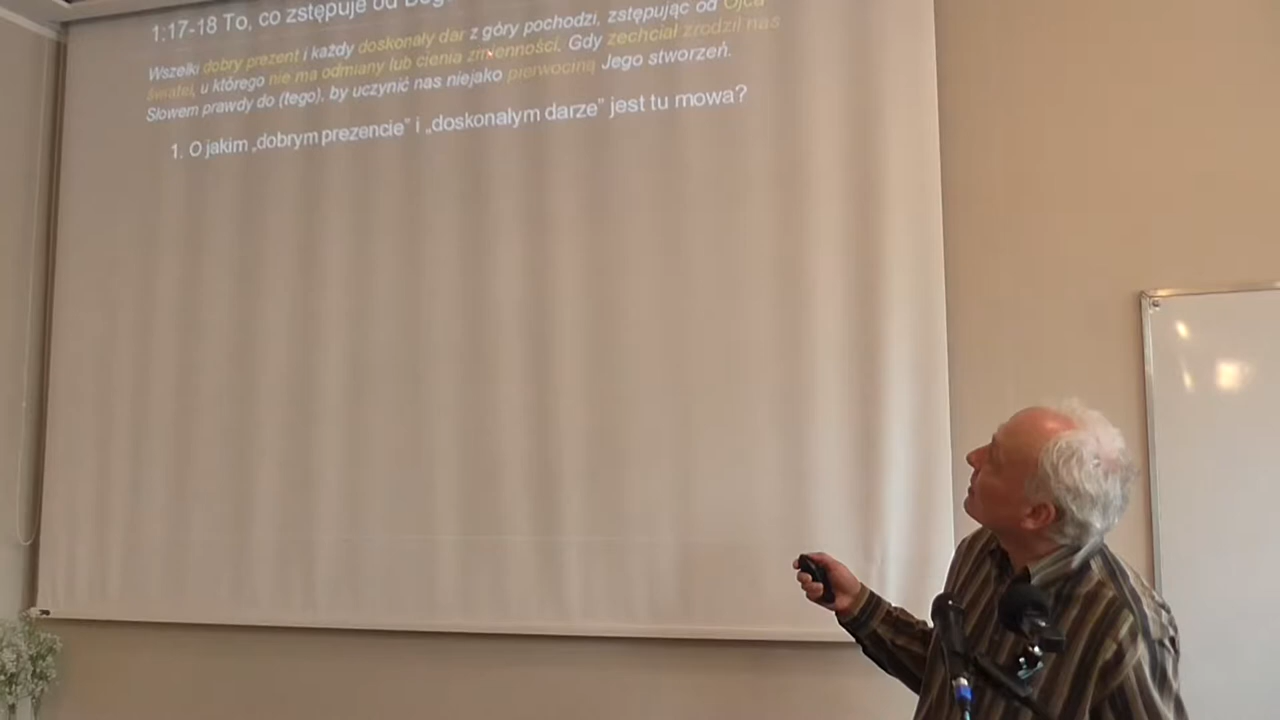 1:17-18 To, co zstępuje od
Wszelki dobry prezent i każdy doskonały dar z góry pochodzi, zstępując od Ojca
świateł, u którego nie ma odmiany lub cienia zmienności. Gdy zechciał zrodził nas
Słowem prawdy do (tego), by uczynić nas niejako pierwociną Jego stworzeń.
1. O jakim „dobrym prezencie” i „doskonałym darze” jest tu mowa?